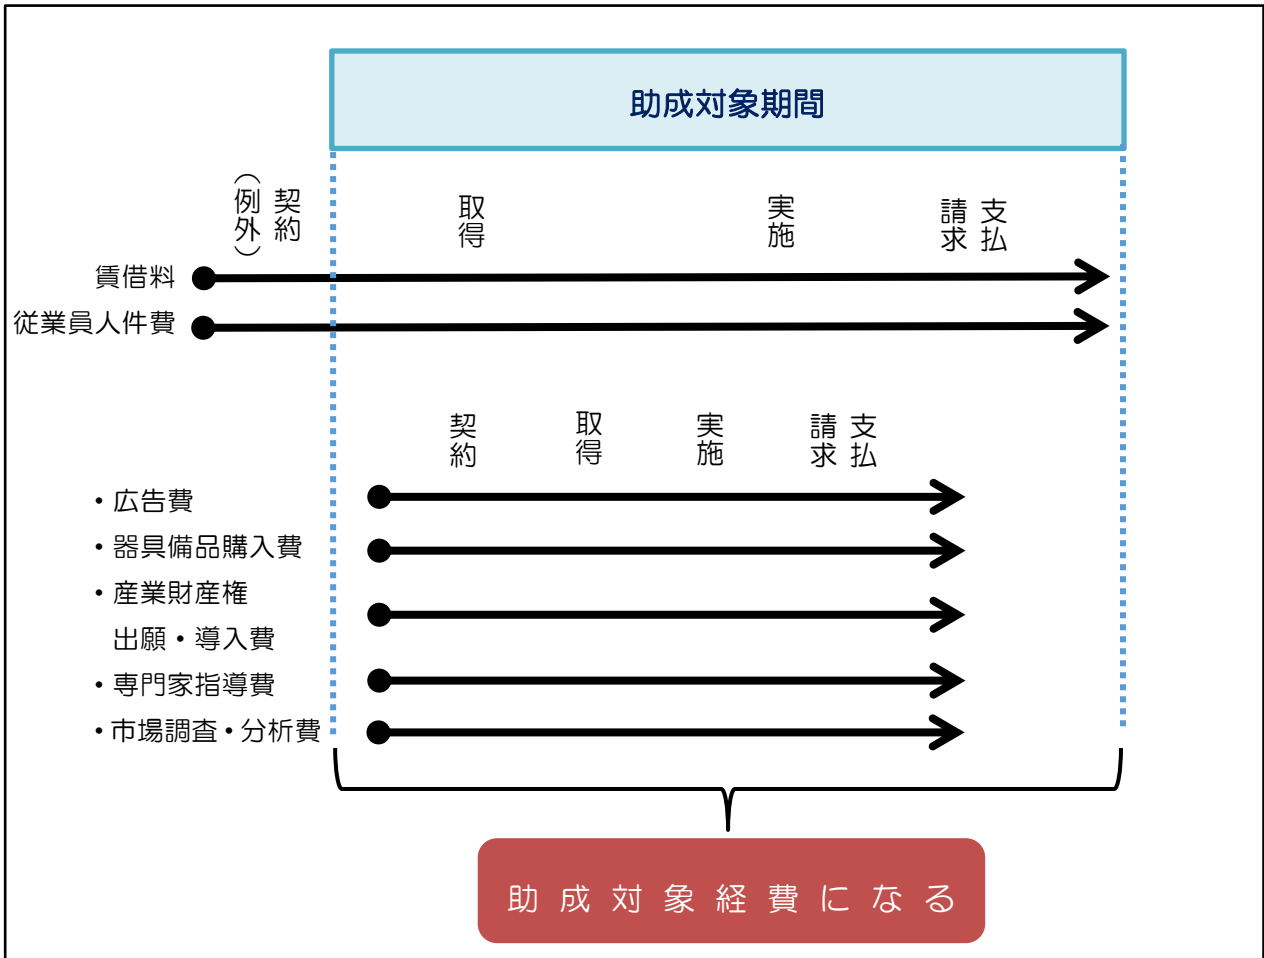 助成対象期間
契約
（例外）
取得
実施
支払
請求
賃借料
従業員人件費
契約
取得
実施
支払
請求
・広告費
・器具備品購入費
・産業財産権
出願・導入費
・専門家指導費
・市場調査・分析費
助成対象経費になる